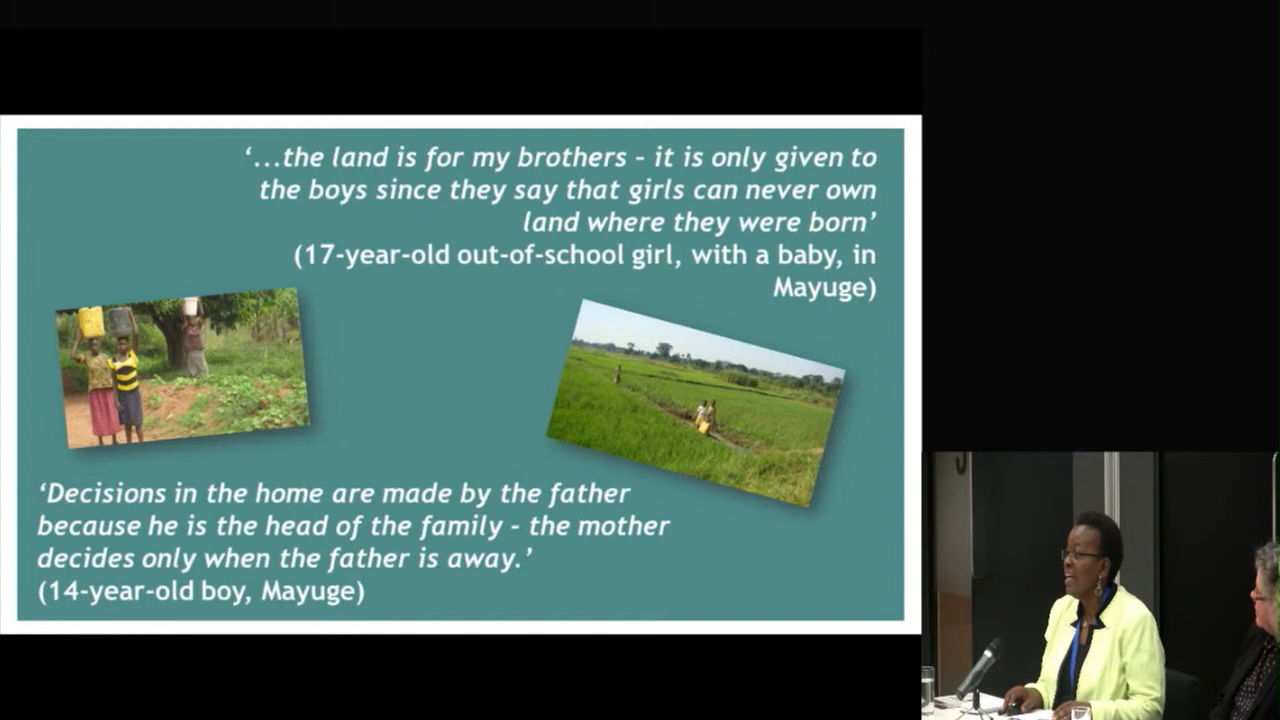 ‘...the land is for my brothers – it is only given to
the boys since they say that girls can never own
land where they were born’
(17-year-old out-of-school girl, with a baby, in
Mayuge)
‘Decisions in the home are made by the father
because he is the head of the family – the mother
decides only when the father is away.’
(14-year-old boy, Mayuge)